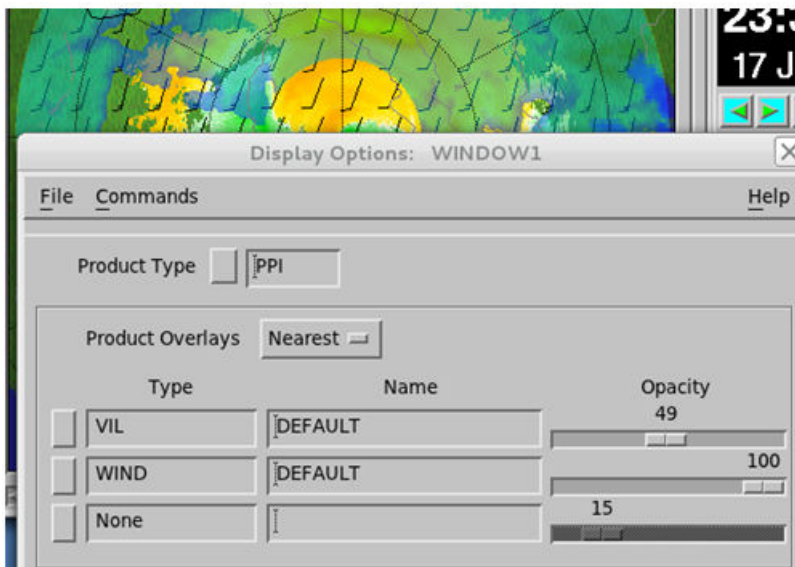 17 J
Display Options: WINDOW1
File Commands Help
Product Type PPI
Product Overlays Nearest
Type Name Opacity
49
VIL DEFAULT
100
WIND DEFAULT
15
None